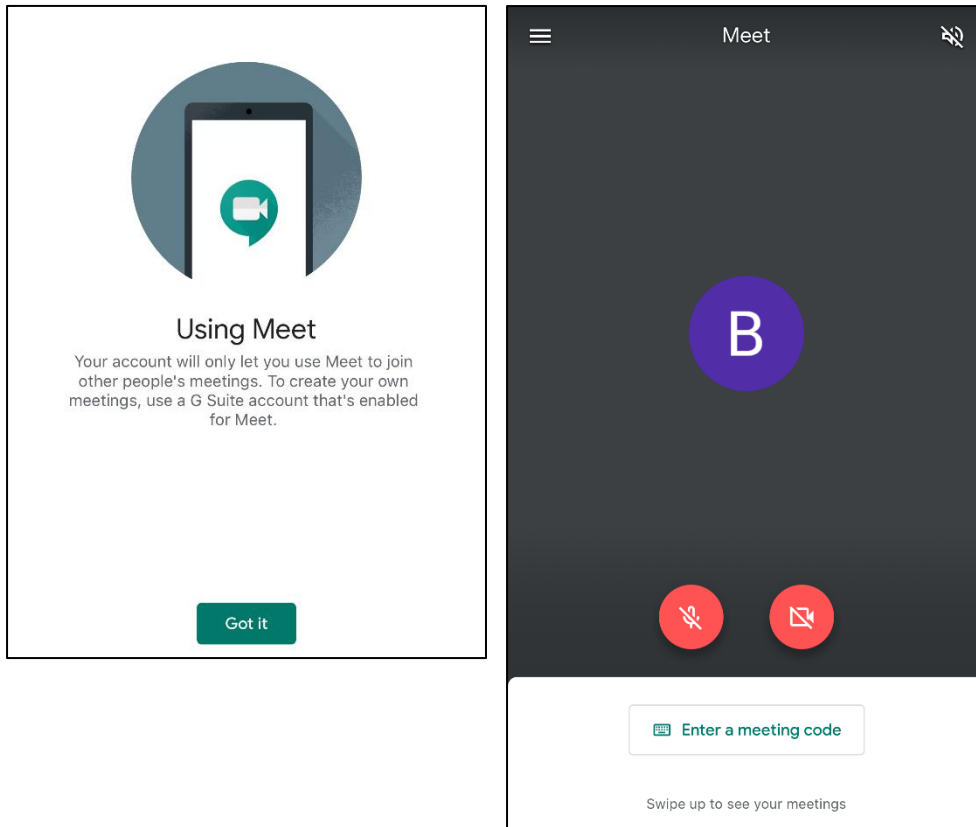 Using Meet
Your account will only let you use Meet to join
other people's meetings. To create your own
meetings, use a G Suite account that's enabled
for Meet.
Got it
Meet
B
Enter a meeting code
Swipe up to see your meetings